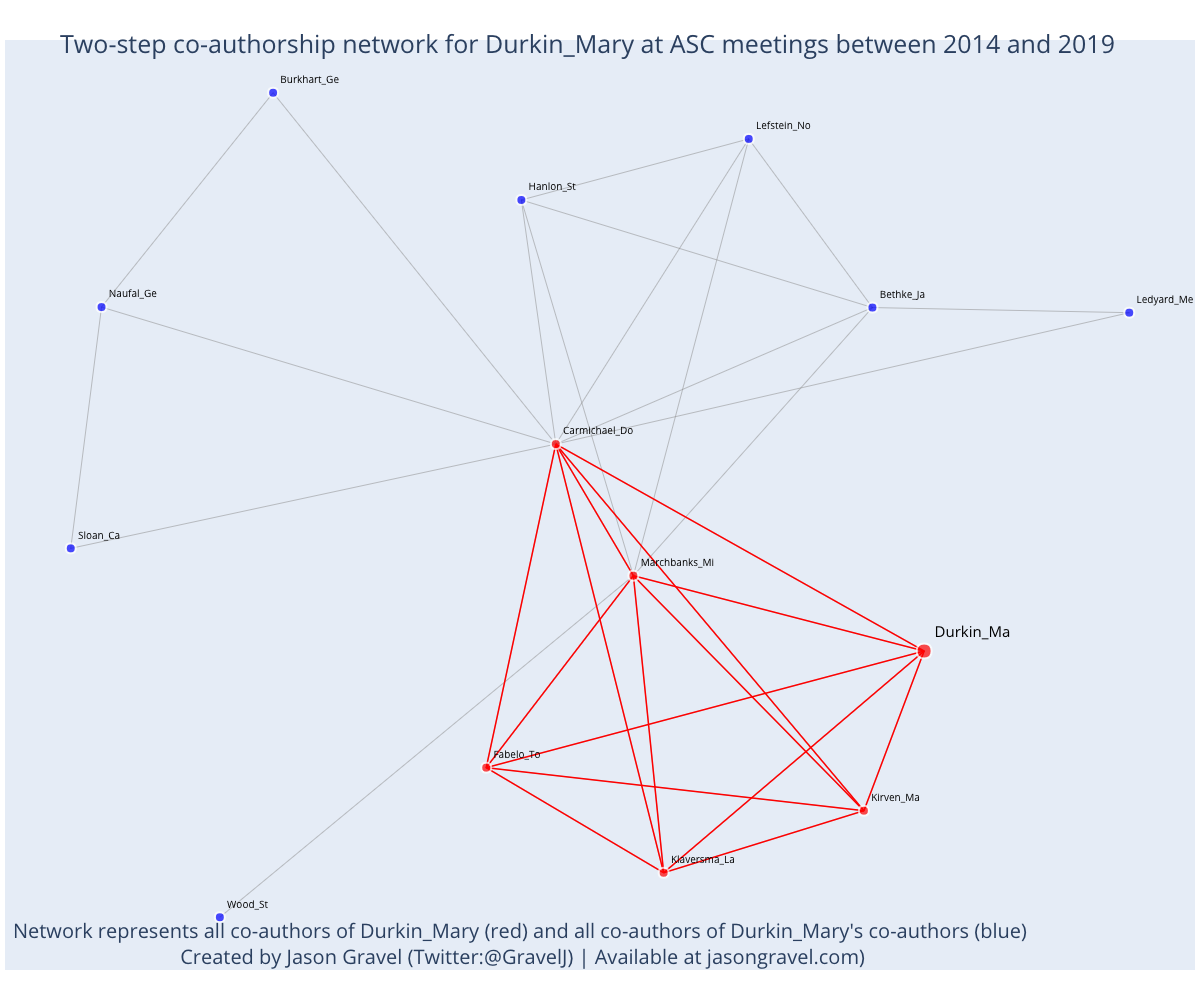 Two-step co-authorship network for Durkin_Mary at ASC meetings between 2014 and 2019
Burkhart_Ge
Lefstein_No
Hanlon_St
Naufal_Ge
Bethke_Ja
Ledyard_Me
Carmichael_Do
Sloan_Ca
Marchbanks_Mi
Durkin_Ma
Fabelo_To
Kirven_Ma
Klaversma_La
Wood_St
Network represents all co-authors of Durkin_Mary (red) and all co-authors of Durkin_Mary's co-authors (blue)
Created by Jason Gravel (Twitter:@GravelJ) | Available at jasongravel.com)